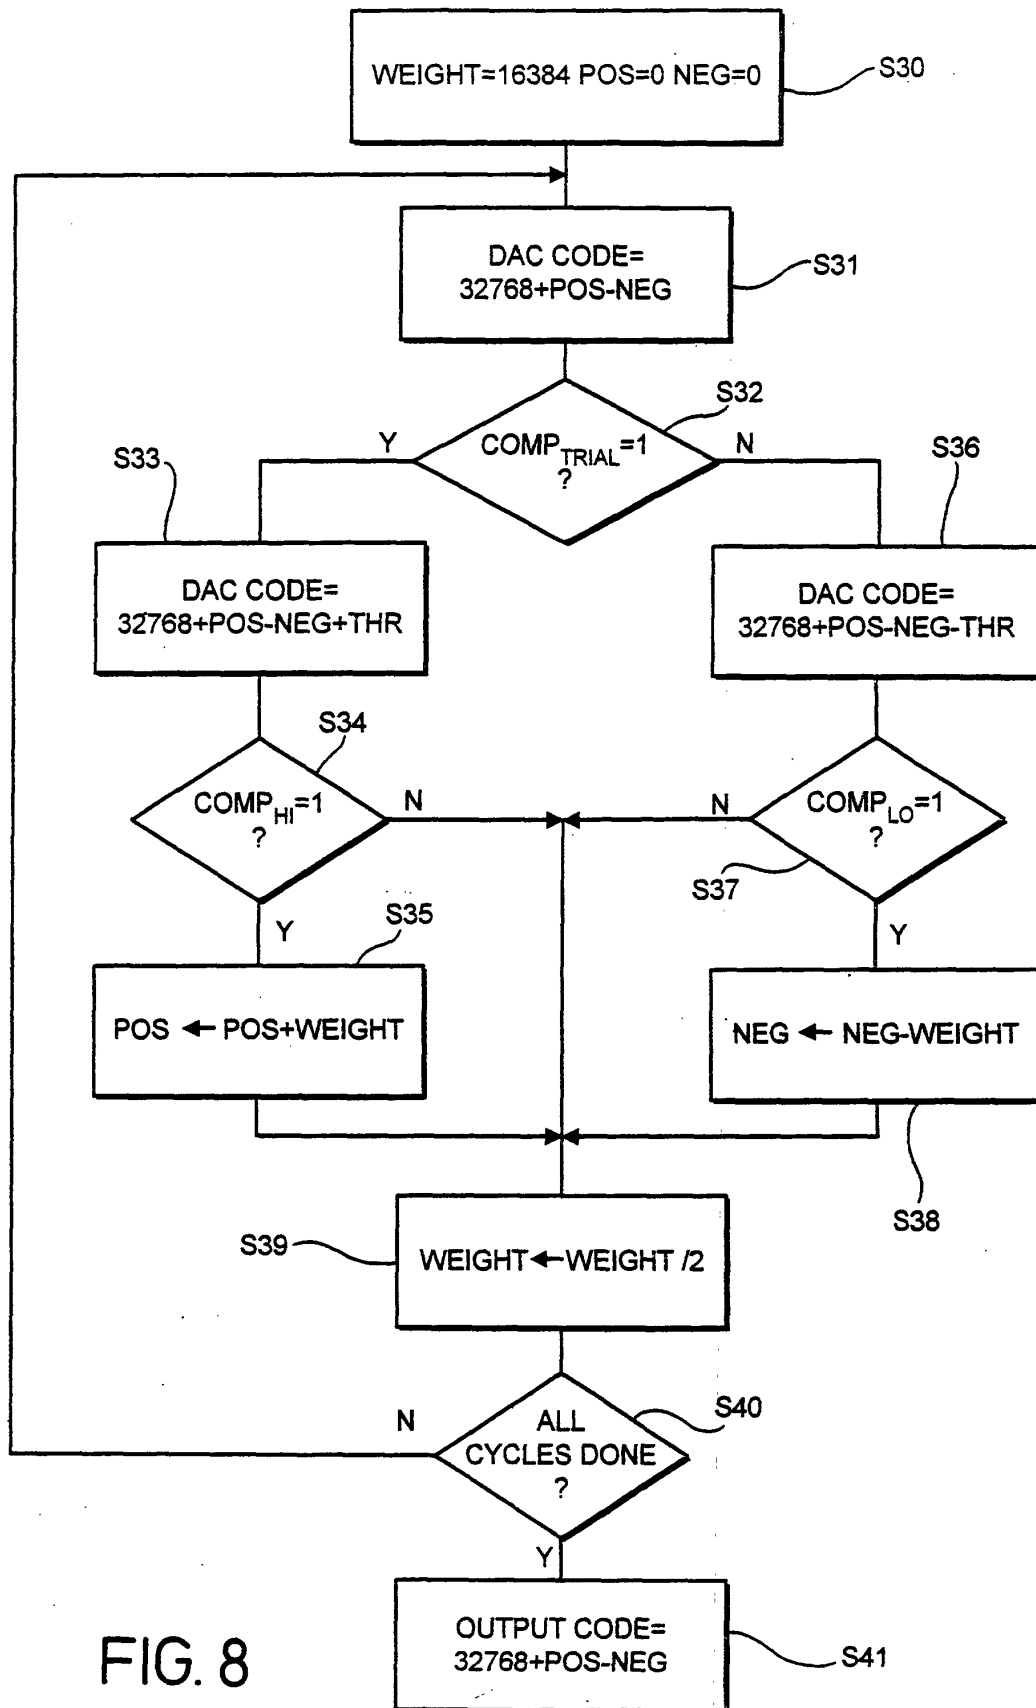 WEIGHT=16384 POS=0 NEG=0
S30
DAC CODE=
32768+POS-NEG
S31
S32
COMP_TRIAL=1
?
Y
N
S33
S36
DAC CODE=
32768+POS-NEG+THR
DAC CODE=
32768+POS-NEG-THR
S34
COMP_HI=1
?
N
N
COMP_LO=1
?
S37
Y
S35
Y
POS ← POS+WEIGHT
NEG ← NEG-WEIGHT
S38
S39
WEIGHT←WEIGHT /2
N
ALL
CYCLES DONE
?
S40
Y
OUTPUT CODE=
32768+POS-NEG
S41
FIG. 8